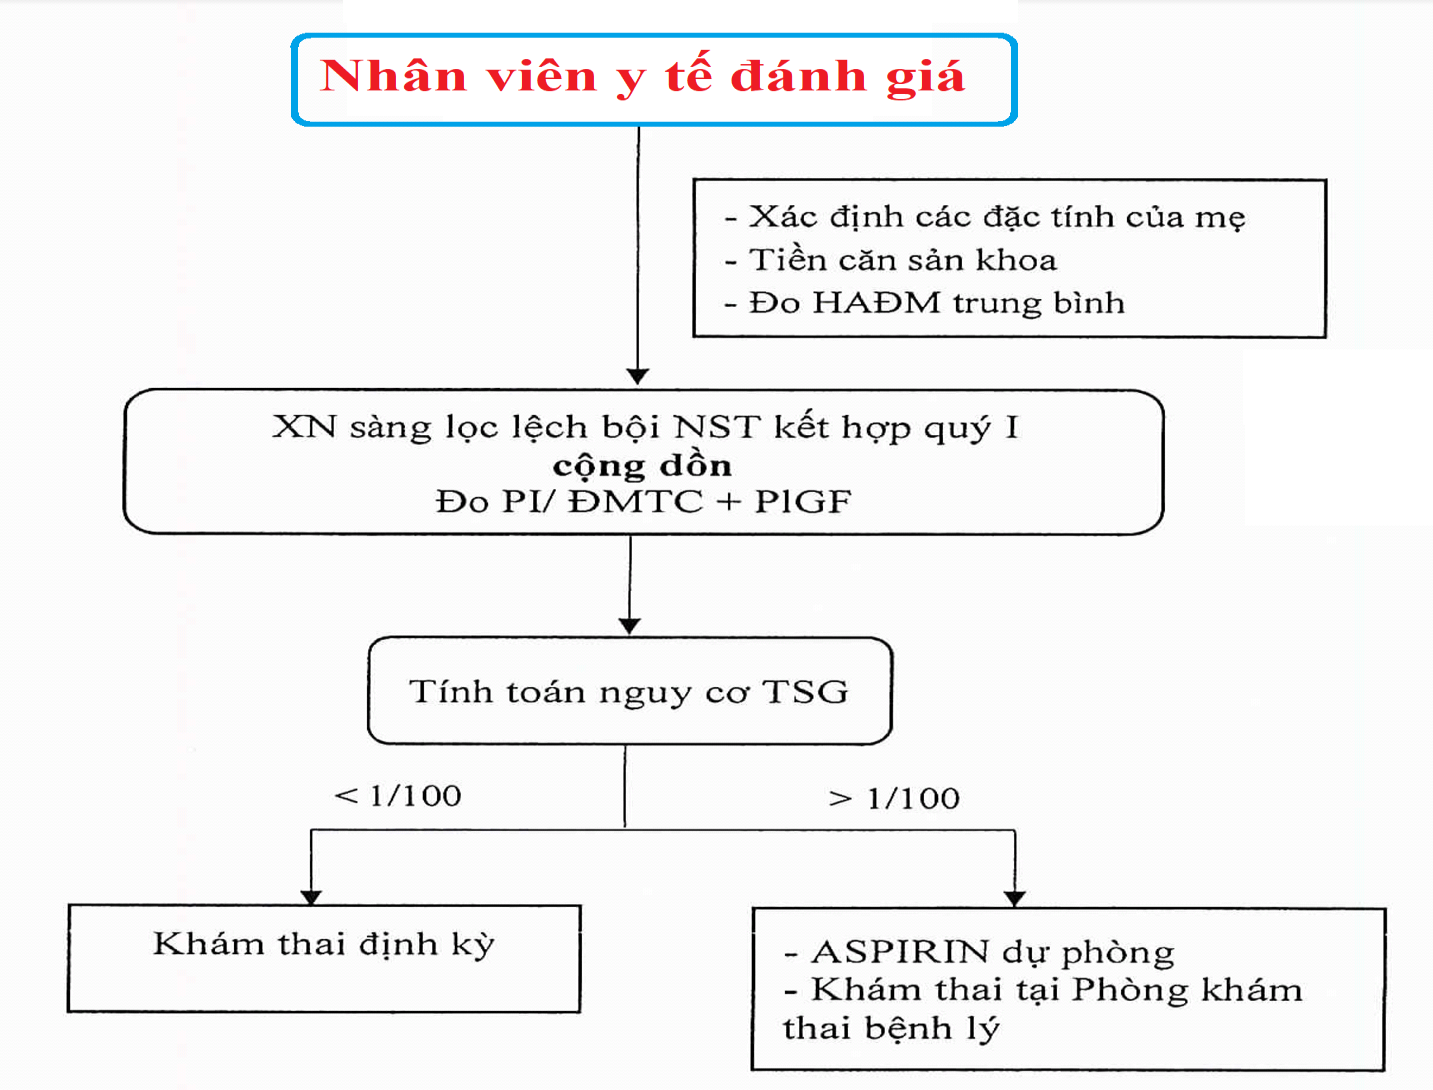 Nhân viên y tế đánh giá
- Xác định các đặc tính của mẹ
- Tiền căn sản khoa
- Đo HAĐM trung bình
XN sàng lọc lệch bội NST kết hợp quý I
cộng dồn
Đo PI/ ĐMTC + PlGF
Tính toán nguy cơ TSG
< 1/100
> 1/100
Khám thai định kỳ
- ASPIRIN dự phòng
- Khám thai tại Phòng khám
thai bệnh lý